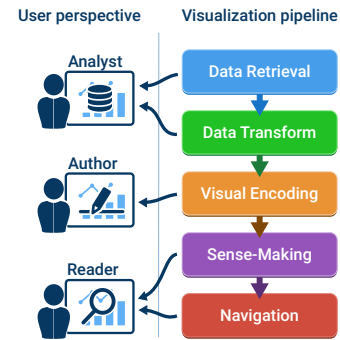 User perspective
Visualization pipeline
Analyst
Data Retrieval
Data Transform
Author
Visual Encoding
Sense-Making
Reader
Navigation